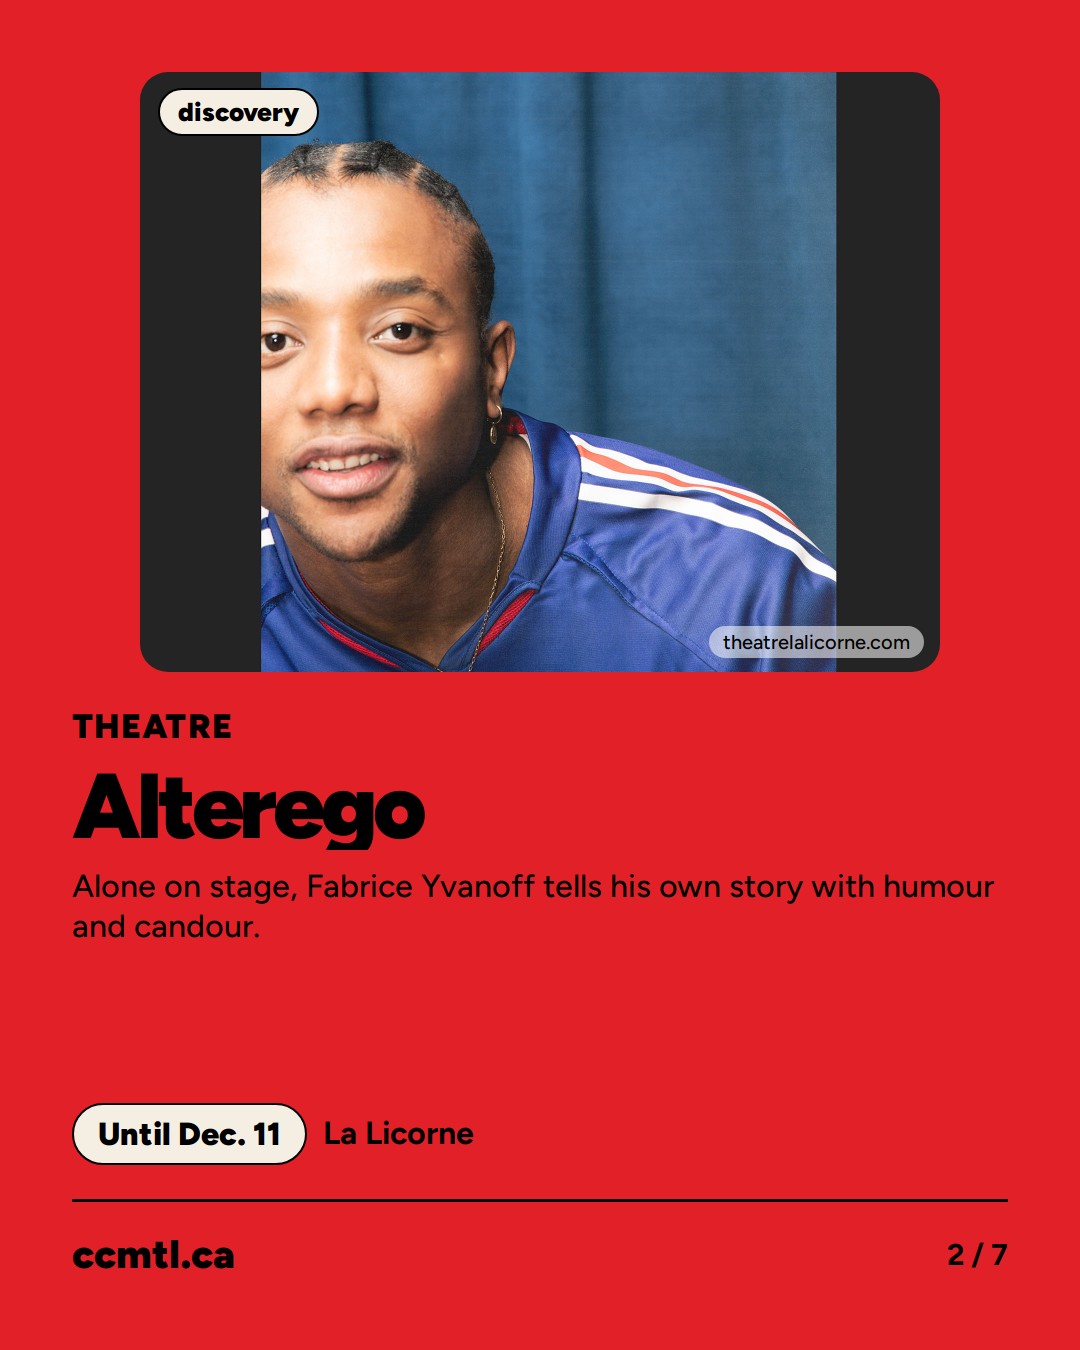 discovery
theatrelalicorne.com
THEATRE
Alterego
Alone on stage, Fabrice Yvanoff tells his own story with humour
and candour.
Until Dec. 11 La Licorne
ccmtl.ca 2 / 7